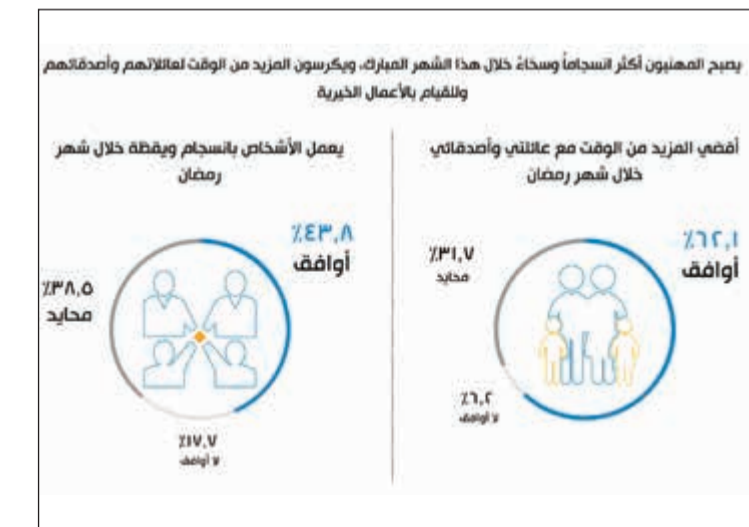 يصبح المهنيون أكثر انسجاماً وسخاءً خلال هذا الشهر المبارك، ويكرسون المزيد من الوقت لعائلاتهم وأصدقائهم
وللقيام بالأعمال الخيرية
أقضي المزيد من الوقت مع عائلتي وأصدقائي
خلال شهر رمضان
٪٦٢,١
أوافق
٪٣١,٧
محايد
٪٦,٢
لا أوافق
يعمل الأشخاص بانسجام ويقظة خلال شهر
رمضان
٪٤٣,٨
أوافق
٪٣٨,٥
محايد
٪١٧,٧
لا أوافق